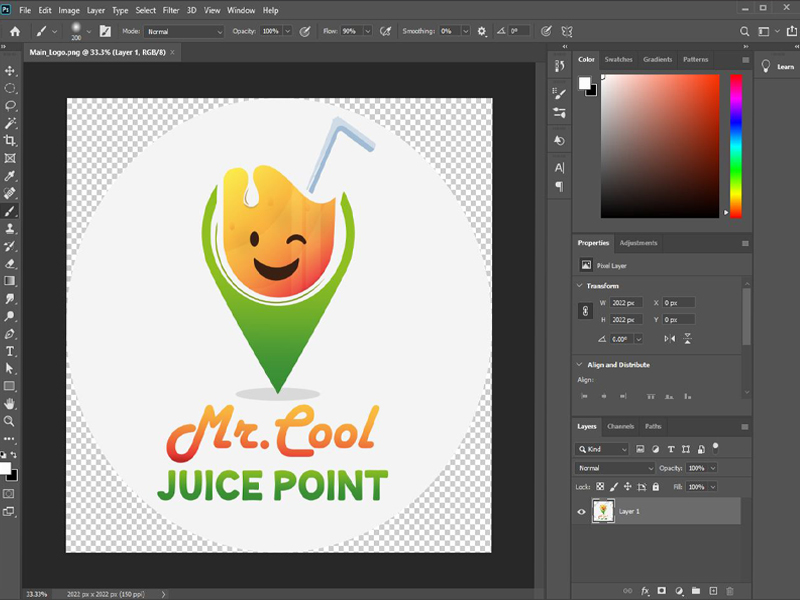 Ps File Edit Image Layer Type Select Filter 3D View Window Help
200 Mode: Normal Opacity: 100% Flow: 90% Smoothing: 0% 0°
Main_Logo.png @ 33.3% (Layer 1, RGB/8) ×
Mr. Cool
JUICE POINT
33.33% 2022 px x 2022 px (150 ppi)
Color Swatches Gradients Patterns
Learn
Properties Adjustments
Pixel Layer
Transform
W 2022 px X 0 px
H 2022 px Y 0 px
0.00°
Align and Distribute
Align:
Layers Channels Paths
Kind
Normal Opacity: 100%
Lock: Fill: 100%
Layer 1
fx